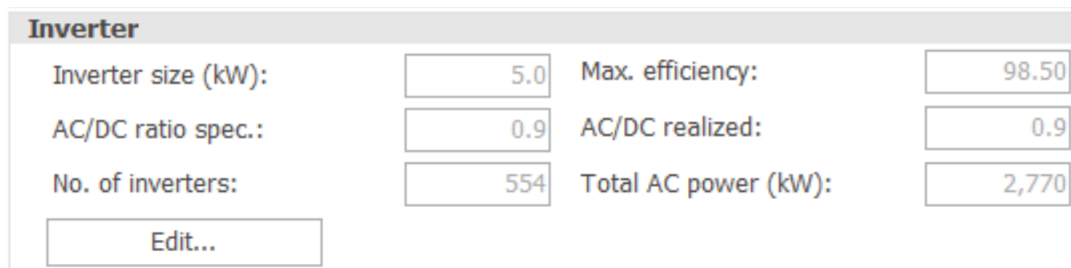 Inverter
Inverter size (kW): 5.0 Max. efficiency: 98.50
AC/DC ratio spec.: 0.9 AC/DC realized: 0.9
No. of inverters: 554 Total AC power (kW): 2,770
Edit...